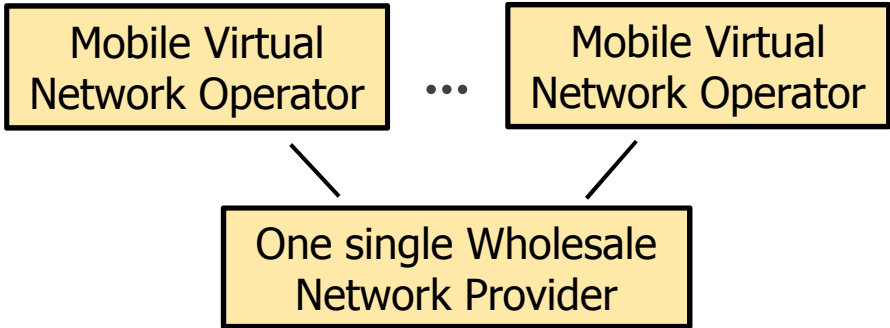 Mobile Virtual
Network Operator
...
Mobile Virtual
Network Operator
One single Wholesale
Network Provider